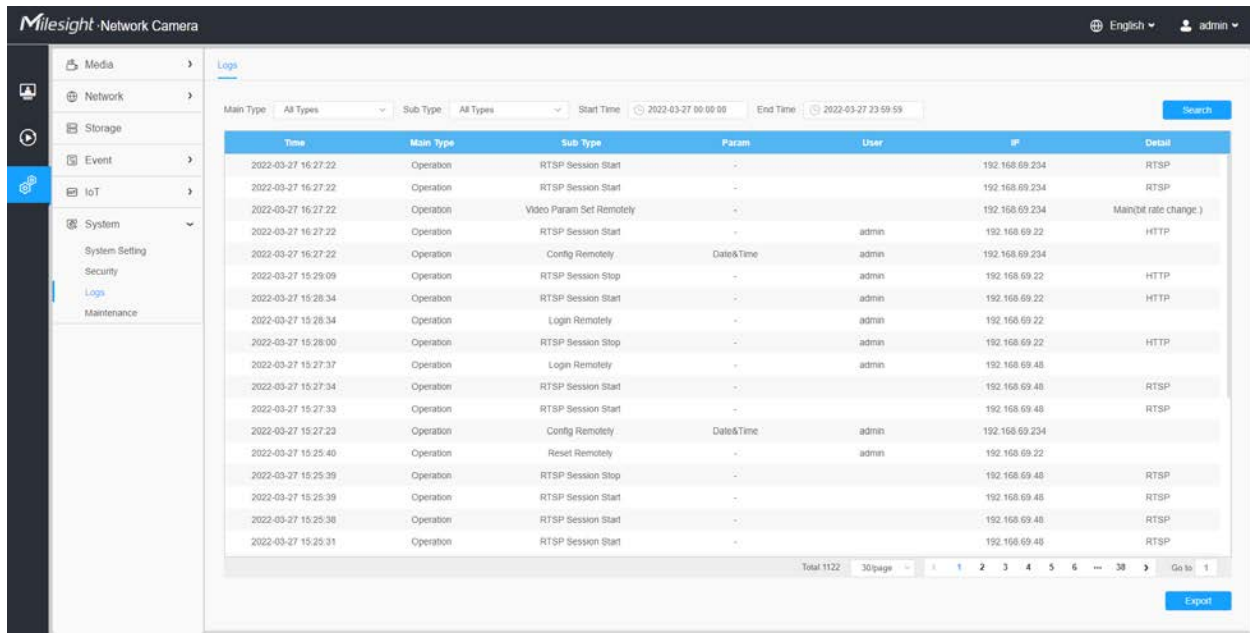 Milesight Network Camera English admin
Media
Network
Storage
Event
IoT
System
System Setting
Security
Logs
Maintenance
Logs
Main Type All Types Sub Type All Types Start Time 2022-03-27 00:00:00 End Time 2022-03-27 23:59:59 Search
Time Main Type Sub Type Param User IP Detail
2022-03-27 16:27:22 Operation RTSP Session Start - 192.168.69.234 RTSP
2022-03-27 16:27:22 Operation RTSP Session Start - 192.168.69.234 RTSP
2022-03-27 16:27:22 Operation Video Param Set Remotely - 192.168.69.234 Main(bit rate change )
2022-03-27 16:27:22 Operation RTSP Session Start - admin 192.168.69.22 HTTP
2022-03-27 16:27:22 Operation Config Remotely Date&Time admin 192.168.69.234
2022-03-27 15:29:09 Operation RTSP Session Stop - admin 192.168.69.22 HTTP
2022-03-27 15:28:34 Operation RTSP Session Start - admin 192.168.69.22 HTTP
2022-03-27 15:28:34 Operation Login Remotely - admin 192.168.69.22
2022-03-27 15:28:00 Operation RTSP Session Stop - admin 192.168.69.22 HTTP
2022-03-27 15:27:37 Operation Login Remotely - admin 192.168.69.48
2022-03-27 15:27:34 Operation RTSP Session Start - 192.168.69.48 RTSP
2022-03-27 15:27:33 Operation RTSP Session Start - 192.168.69.48 RTSP
2022-03-27 15:27:23 Operation Config Remotely Date&Time admin 192.168.69.234
2022-03-27 15:25:40 Operation Reset Remotely - admin 192.168.69.22
2022-03-27 15:25:39 Operation RTSP Session Stop - 192.168.69.48 RTSP
2022-03-27 15:25:39 Operation RTSP Session Start - 192.168.69.48 RTSP
2022-03-27 15:25:38 Operation RTSP Session Start - 192.168.69.48 RTSP
2022-03-27 15:25:31 Operation RTSP Session Start - 192.168.69.48 RTSP
Total 1122 30/page 1 2 3 4 5 6 ... 38 Go to 1
Export